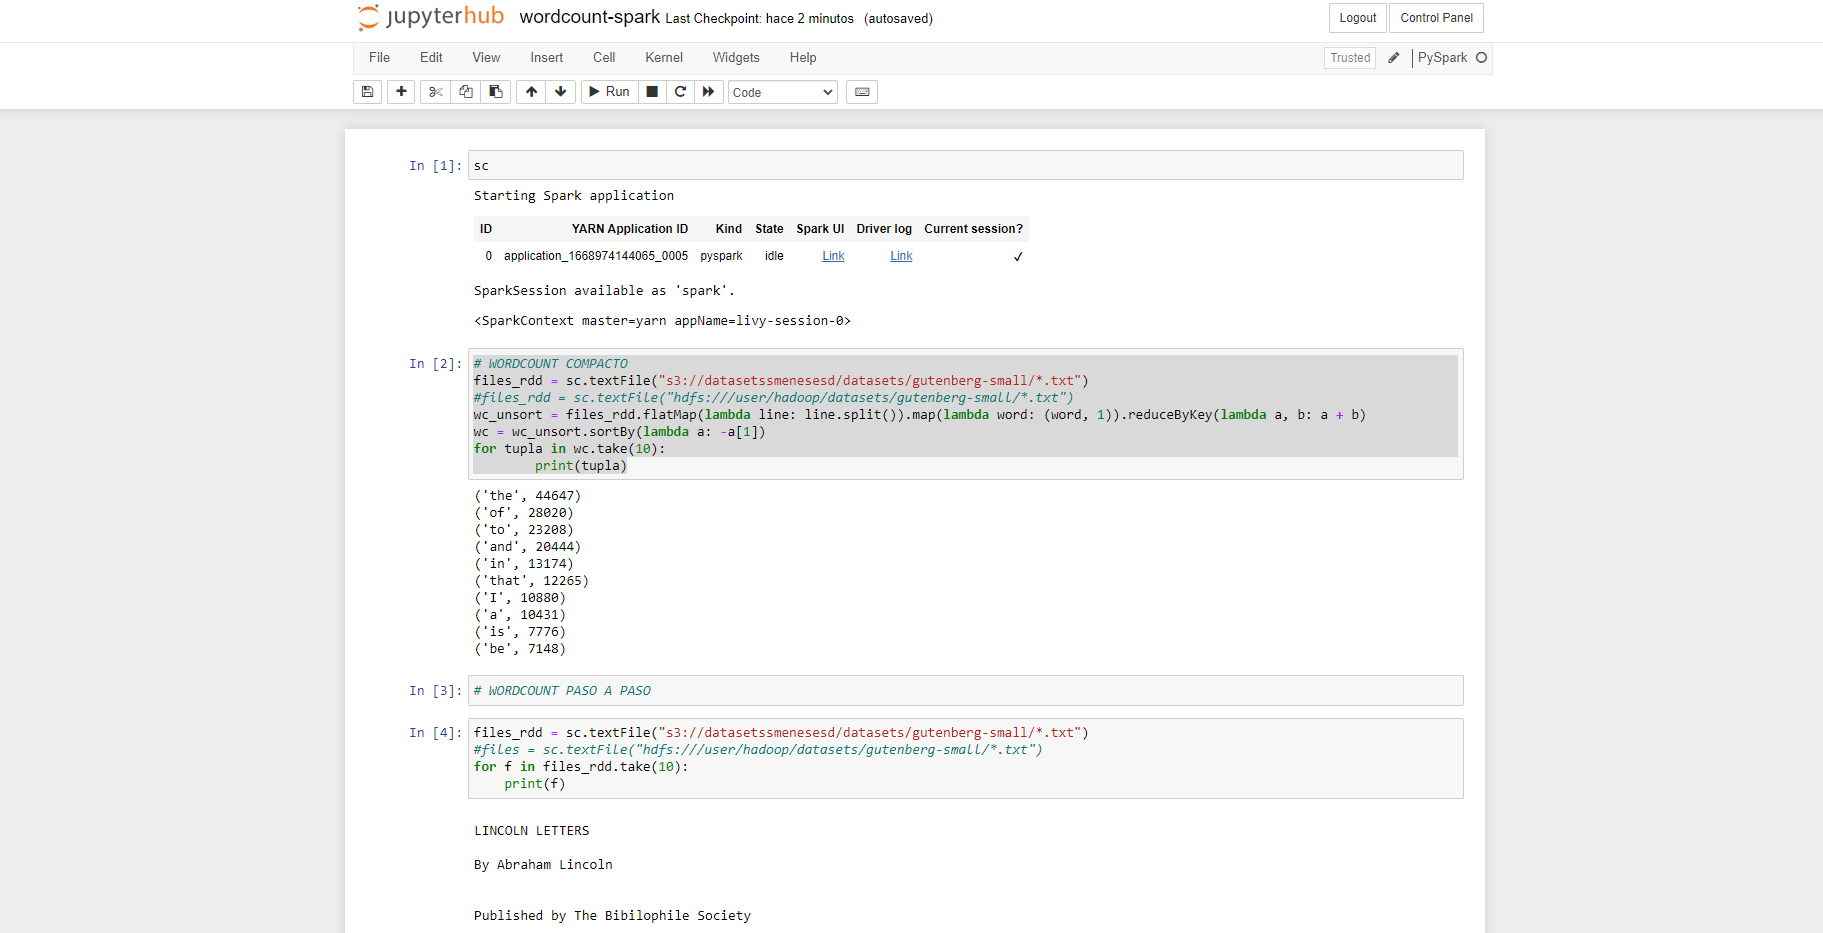 jupyterhub wordcount-spark Last Checkpoint: hace 2 minutos (autosaved) Logout Control Panel
File Edit View Insert Cell Kernel Widgets Help Trusted PySpark
Run Code
In [1]: sc
Starting Spark application
ID YARN Application ID Kind State Spark UI Driver log Current session?
0 application_1668974144065_0005 pyspark idle Link Link ✓
SparkSession available as 'spark'.
<SparkContext master=yarn appName=livy-session-0>
In [2]: # WORDCOUNT COMPACTO
files_rdd = sc.textFile("s3://datasetssmenesesd/datasets/gutenberg-small/*.txt")
#files_rdd = sc.textFile("hdfs:///user/hadoop/datasets/gutenberg-small/*.txt")
wc_unsort = files_rdd.flatMap(lambda line: line.split()).map(lambda word: (word, 1)).reduceByKey(lambda a, b: a + b)
wc = wc_unsort.sortBy(lambda a: -a[1])
for tupla in wc.take(10):
        print(tupla)
('the', 44647)
('of', 28020)
('to', 23208)
('and', 20444)
('in', 13174)
('that', 12265)
('I', 10880)
('a', 10431)
('is', 7776)
('be', 7148)
In [3]: # WORDCOUNT PASO A PASO
In [4]: files_rdd = sc.textFile("s3://datasetssmenesesd/datasets/gutenberg-small/*.txt")
#files = sc.textFile("hdfs:///user/hadoop/datasets/gutenberg-small/*.txt")
for f in files_rdd.take(10):
    print(f)
LINCOLN LETTERS
By Abraham Lincoln
Published by The Bibilophile Society